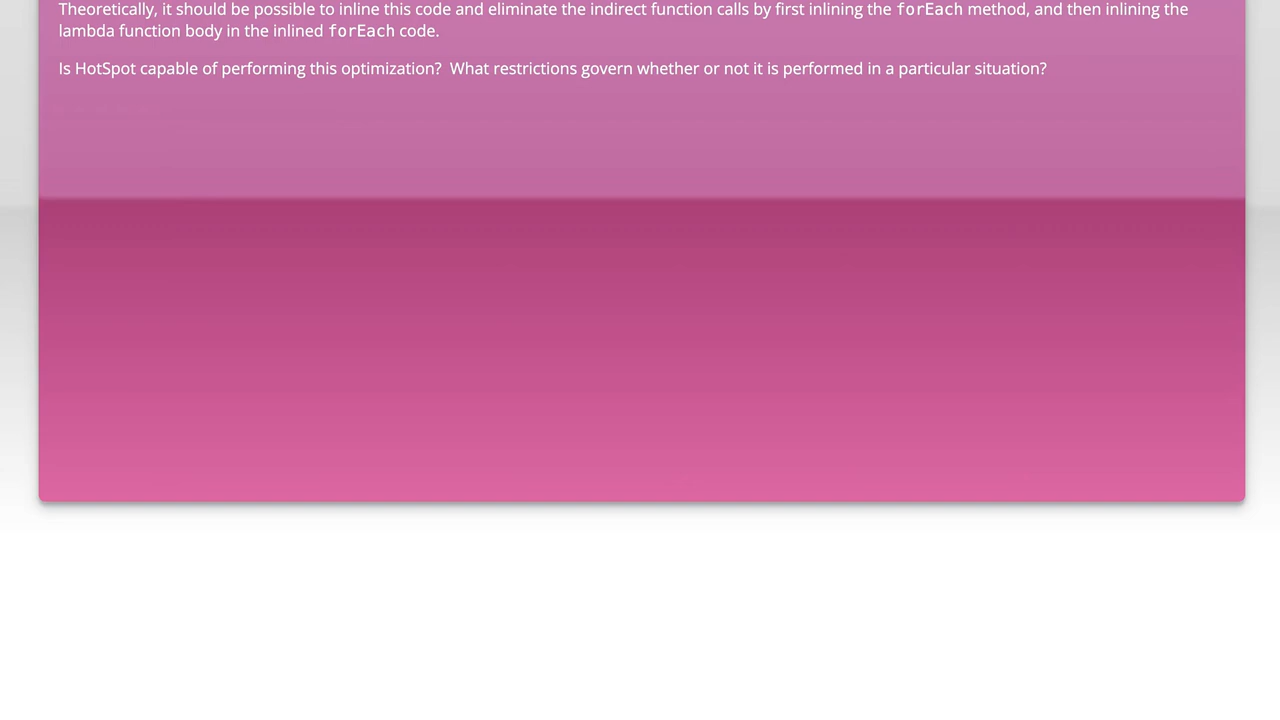 Theoretically, it should be possible to inline this code and eliminate the indirect function calls by first inlining the forEach method, and then inlining the
lambda function body in the inlined forEach code.
Is HotSpot capable of performing this optimization? What restrictions govern whether or not it is performed in a particular situation?